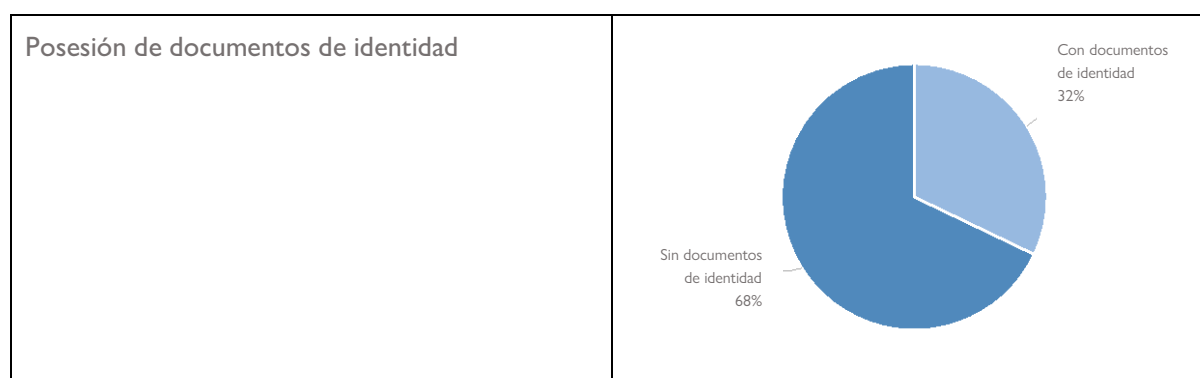 Posesión de documentos de identidad
Con documentos
de identidad
32%
Sin documentos
de identidad
68%